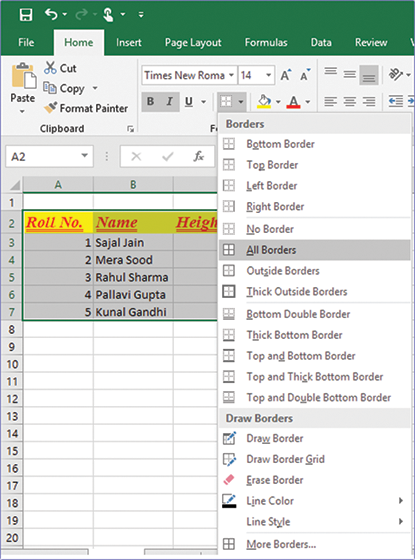 File Home Insert Page Layout Formulas Data Review
Cut
Copy
Format Painter
Paste
Clipboard
Times New Roma 14 A A
B I U A
F
Borders
A2 fx
Bottom Border
Top Border
Left Border
Right Border
No Border
All Borders
Outside Borders
Thick Outside Borders
Bottom Double Border
Thick Bottom Border
Top and Bottom Border
Top and Thick Bottom Border
Top and Double Bottom Border
Draw Borders
Draw Border
Draw Border Grid
Erase Border
Line Color
Line Style
More Borders...
A B
1
2 Roll No. Name Heigh
3 1 Sajal Jain
4 2 Mera Sood
5 3 Rahul Sharma
6 4 Pallavi Gupta
7 5 Kunal Gandhi
8
9
10
11
12
13
14
15
16
17
18
19
20